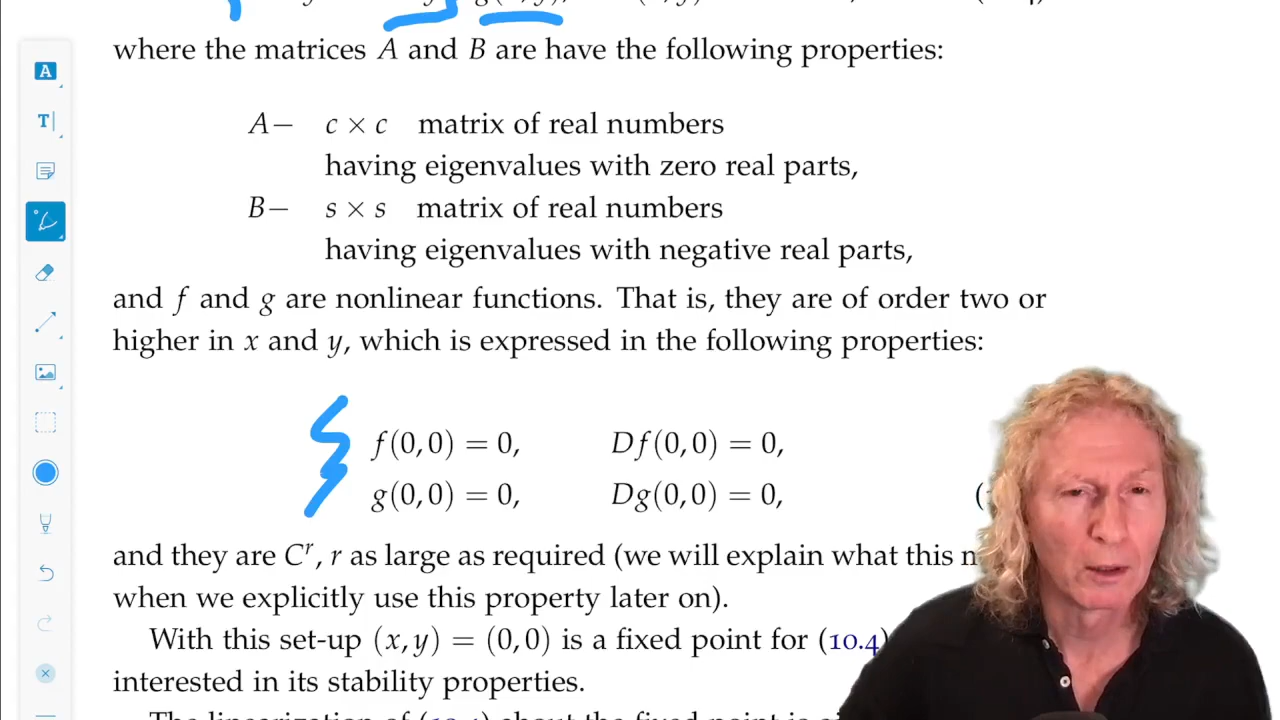 where the matrices A and B are have the following properties:
A− c × c matrix of real numbers
having eigenvalues with zero real parts,
B− s × s matrix of real numbers
having eigenvalues with negative real parts,
and f and g are nonlinear functions. That is, they are of order two or
higher in x and y, which is expressed in the following properties:
f(0,0) = 0, Df(0,0) = 0,
g(0,0) = 0, Dg(0,0) = 0,
and they are Cʳ, r as large as required (we will explain what this
when we explicitly use this property later on).
With this set-up (x, y) = (0, 0) is a fixed point for (10.4)
interested in its stability properties.